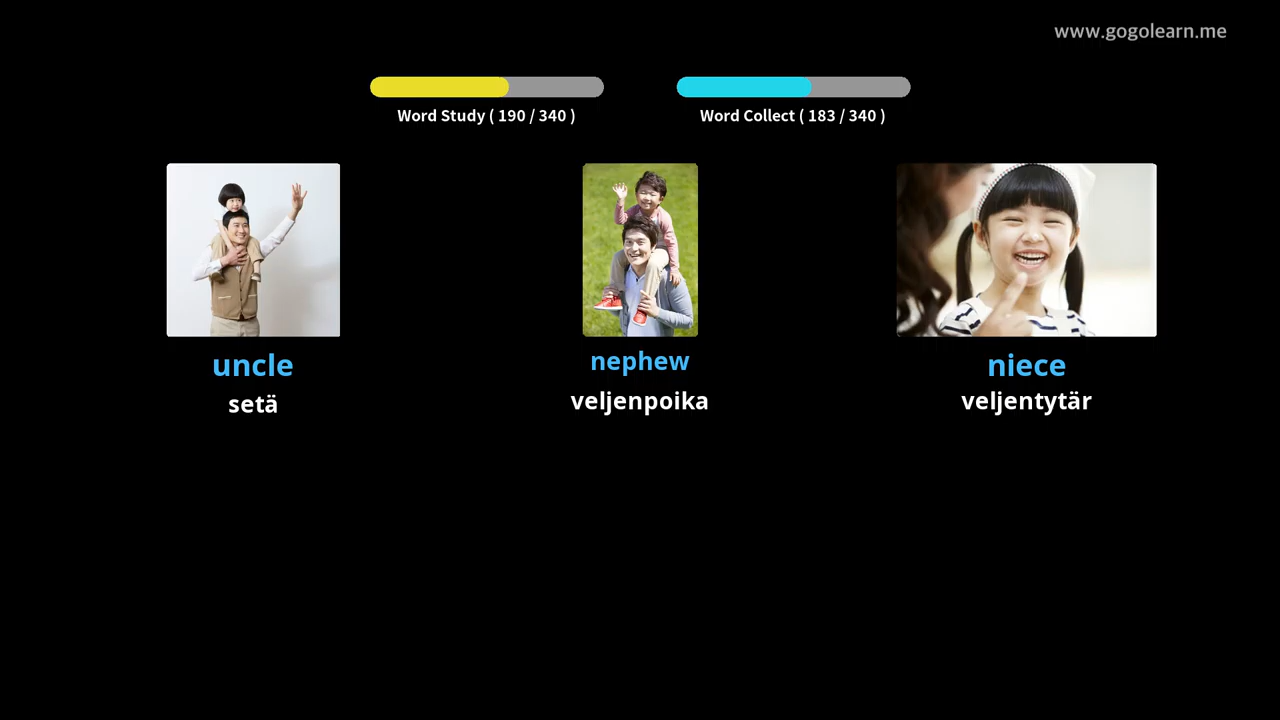 www.gogolearn.me
Word Study ( 190 / 340 )
Word Collect ( 183 / 340 )
uncle
setä
nephew
veljenpoika
niece
veljentytär